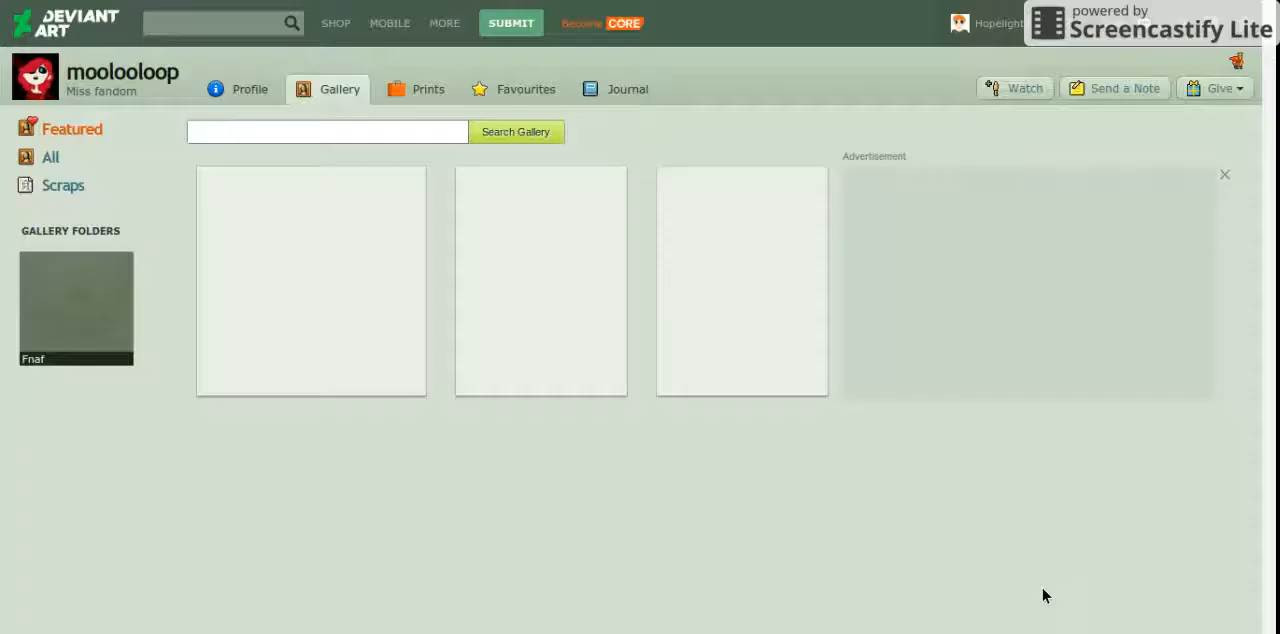 DEVIANT
ART
SHOP
MOBILE
MORE
SUBMIT
Become CORE
Hopelight
powered by
Screencastify Lite
moolooloop
Miss fandom
Profile
Gallery
Prints
Favourites
Journal
Watch
Send a Note
Give
Featured
All
Scraps
Search Gallery
Advertisement
GALLERY FOLDERS
Fnaf